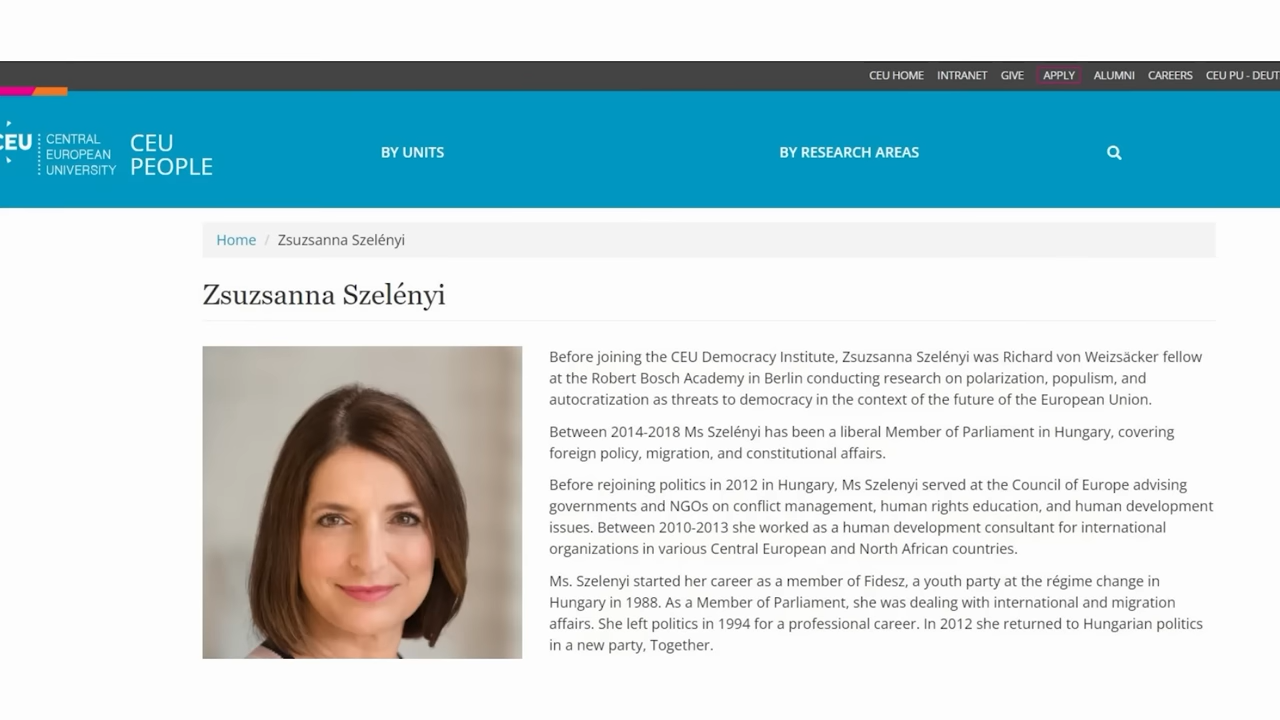 CEU HOME INTRANET GIVE APPLY ALUMNI CAREERS CEU PU - DEUT
CEU
CENTRAL
EUROPEAN
UNIVERSITY
CEU
PEOPLE
BY UNITS
BY RESEARCH AREAS
Home / Zsuzsanna Szelényi
Zsuzsanna Szelényi
Before joining the CEU Democracy Institute, Zsuzsanna Szelényi was Richard von Weizsäcker fellow
at the Robert Bosch Academy in Berlin conducting research on polarization, populism, and
autocratization as threats to democracy in the context of the future of the European Union.
Between 2014-2018 Ms Szelényi has been a liberal Member of Parliament in Hungary, covering
foreign policy, migration, and constitutional affairs.
Before rejoining politics in 2012 in Hungary, Ms Szelenyi served at the Council of Europe advising
governments and NGOs on conflict management, human rights education, and human development
issues. Between 2010-2013 she worked as a human development consultant for international
organizations in various Central European and North African countries.
Ms. Szelenyi started her career as a member of Fidesz, a youth party at the régime change in
Hungary in 1988. As a Member of Parliament, she was dealing with international and migration
affairs. She left politics in 1994 for a professional career. In 2012 she returned to Hungarian politics
in a new party, Together.